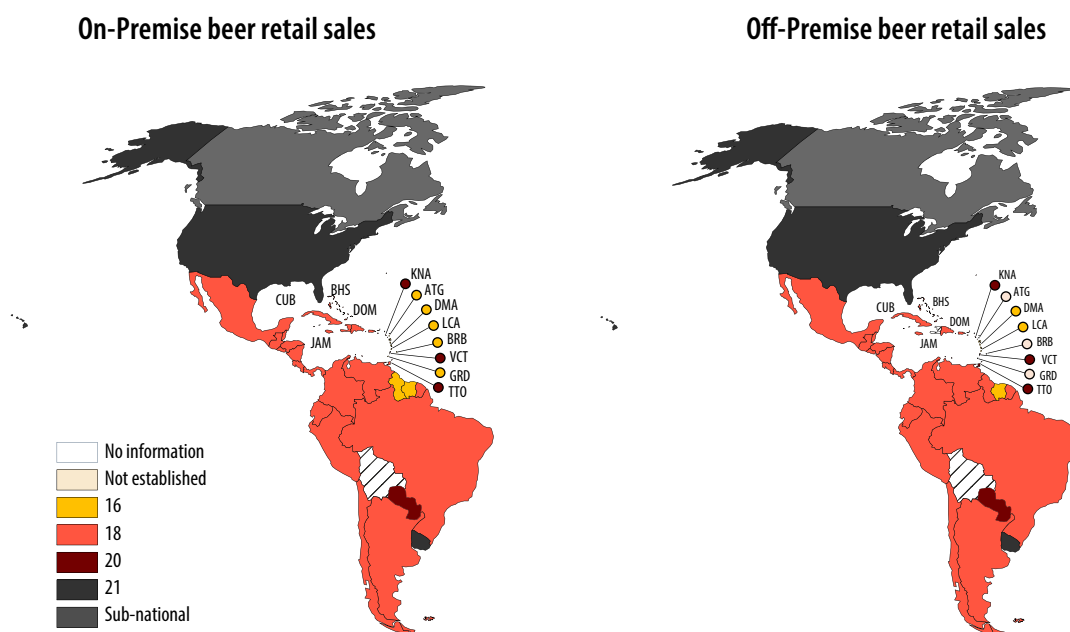 On-Premise beer retail sales
KNA
ATG
BHS
CUB
DMA
DOM
LCA
BRB
JAM
VCT
GRD
TTO
No information
Not established
16
18
20
21
Sub-national
Off-Premise beer retail sales
KNA
ATG
BHS
CUB
DMA
DOM
LCA
BRB
JAM
VCT
GRD
TTO